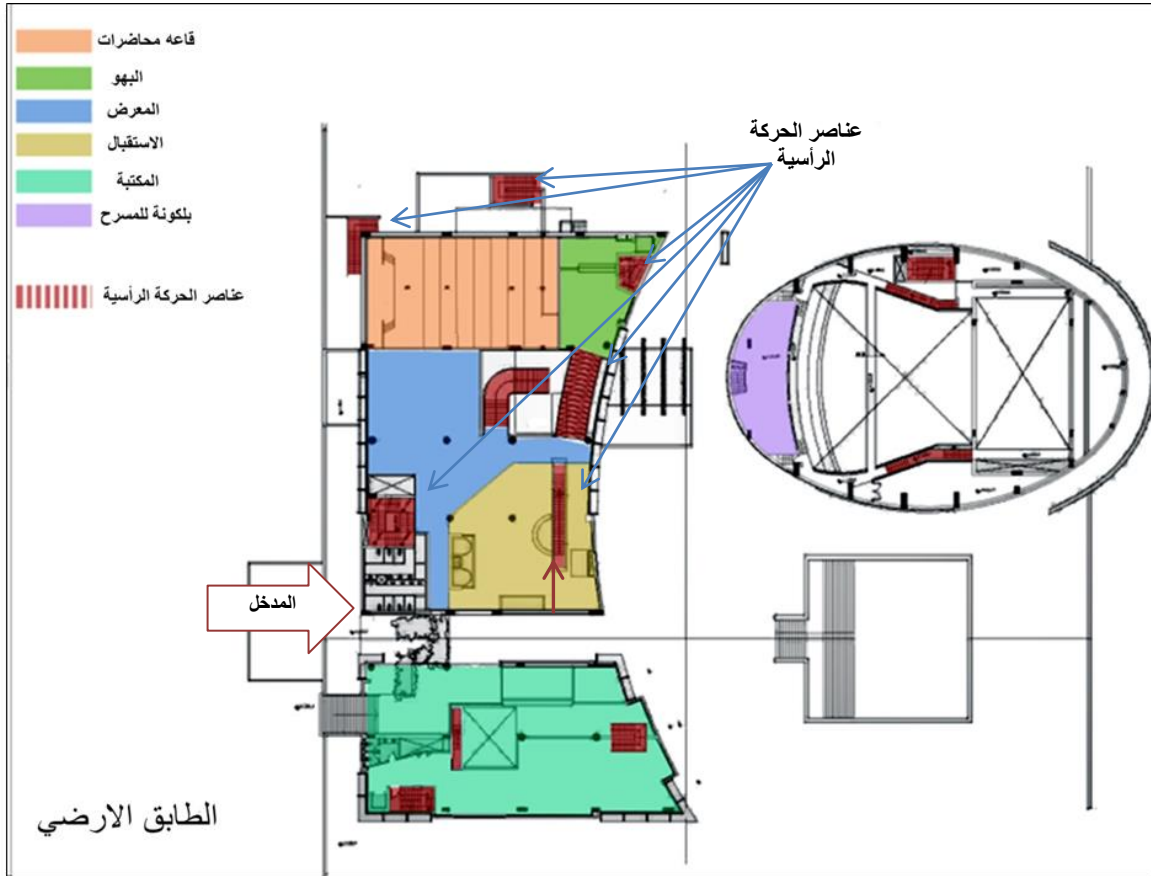 قاعه محاضرات
البهو
المعرض
الاستقبال
المكتبة
بلكونة للمسرح
عناصر الحركة الرأسية
عناصر الحركة
الرأسية
المدخل
الطابق الارضي